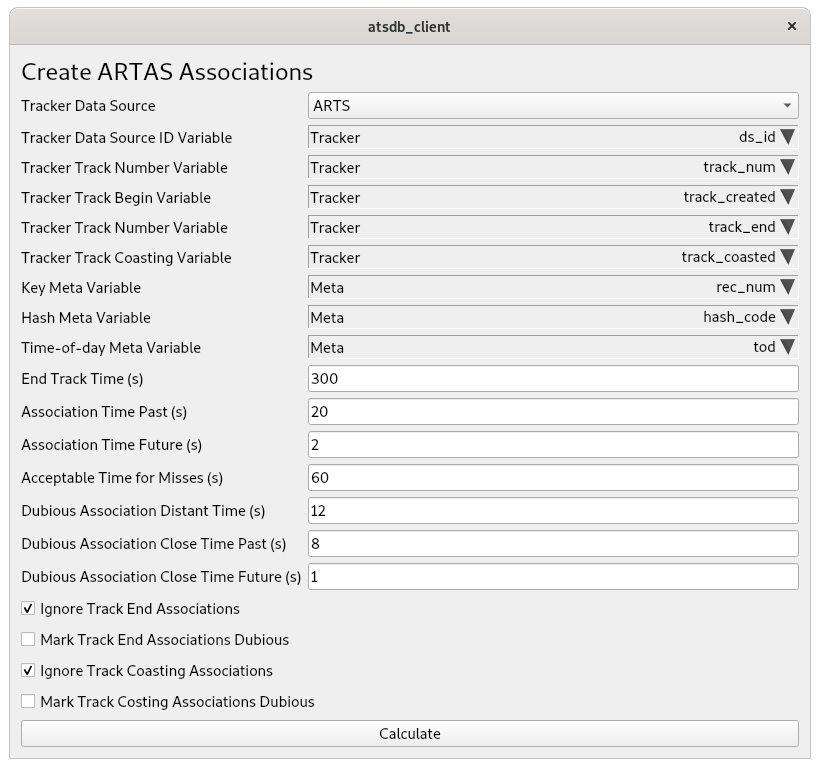 atsdb_client
Create ARTAS Associations
Tracker Data Source ARTS
Tracker Data Source ID Variable Tracker ds_id
Tracker Track Number Variable Tracker track_num
Tracker Track Begin Variable Tracker track_created
Tracker Track Number Variable Tracker track_end
Tracker Track Coasting Variable Tracker track_coasted
Key Meta Variable Meta rec_num
Hash Meta Variable Meta hash_code
Time-of-day Meta Variable Meta tod
End Track Time (s) 300
Association Time Past (s) 20
Association Time Future (s) 2
Acceptable Time for Misses (s) 60
Dubious Association Distant Time (s) 12
Dubious Association Close Time Past (s) 8
Dubious Association Close Time Future (s) 1
Ignore Track End Associations
Mark Track End Associations Dubious
Ignore Track Coasting Associations
Mark Track Costing Associations Dubious
Calculate